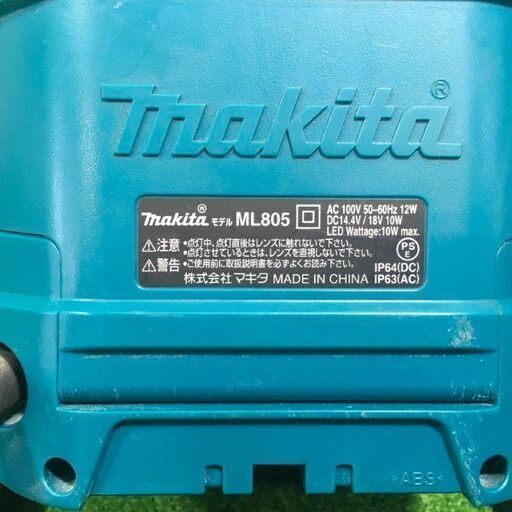 makita®
makita® モデル ML805
AC 100V 50–60Hz 12W
DC14.4V / 18V 10W
LED Wattage:10W max.
⚠注意 •点灯中、点灯直後はレンズに触れないで下さい。
•点灯させているときは、レンズを直視しないで下さい。
⚠警告 •ご使用前に取扱説明書を必ずよくお読み下さい。
PS
E
IP64(DC)
株式会社マキタ MADE IN CHINA IP63(AC)
>ABS<